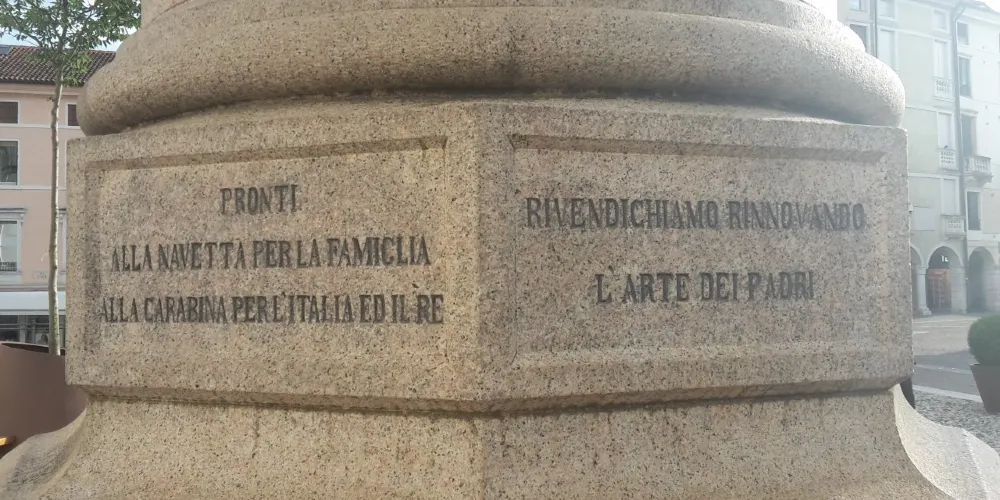 PRONTI
ALLA NAVETTA PER LA FAMIGLIA
ALLA CARABINA PER L'ITALIA ED IL RE
RIVENDICHIAMO RINNOVANDO
L'ARTE DEI PADRI